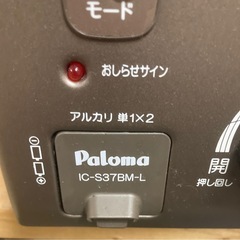 モード
おしらせサイン
アルカリ 単1×2
Paloma
IC-S37BM-L
開
押し回し